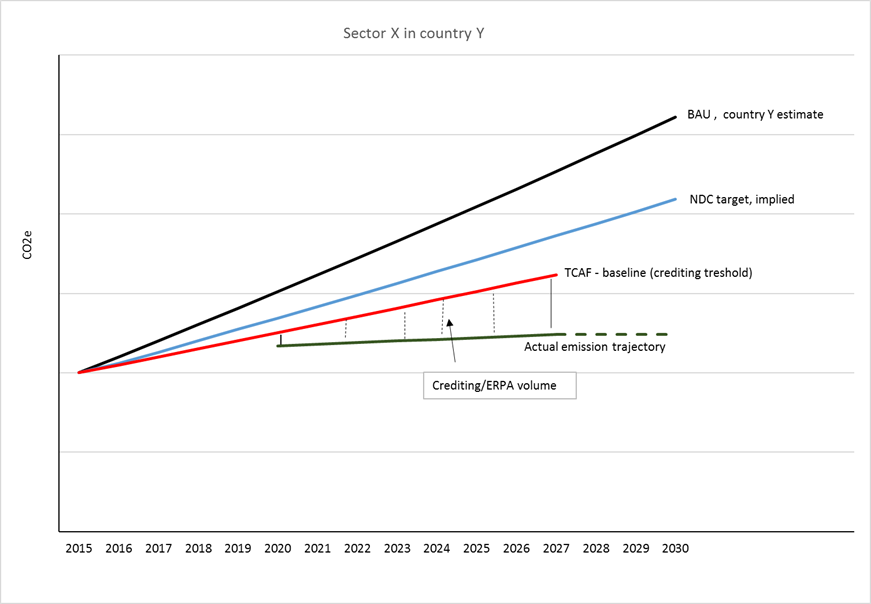 Sector X in country Y
BAU , country Y estimate
NDC target, implied
CO2e
TCAF - baseline (crediting treshold)
Actual emission trajectory
Crediting/ERPA volume
2015 2016 2017 2018 2019 2020 2021 2022 2023 2024 2025 2026 2027 2028 2029 2030